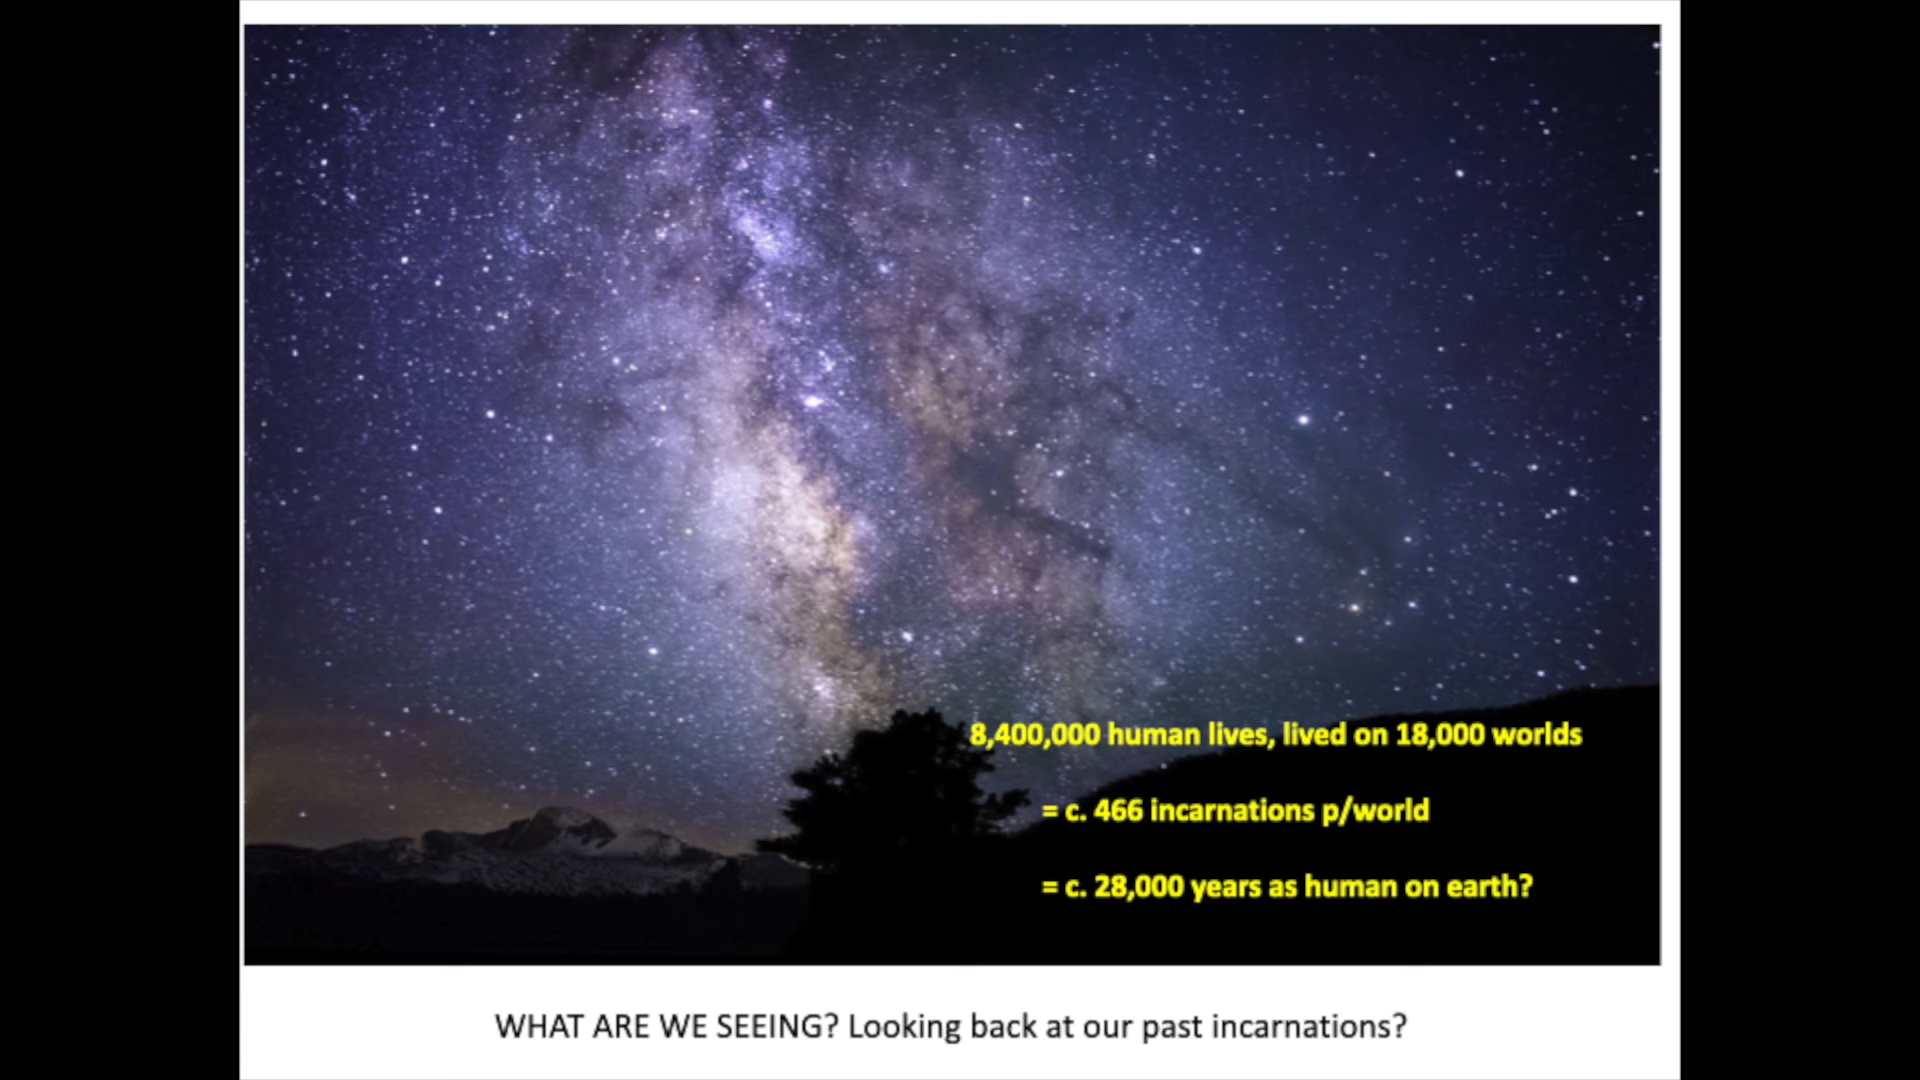 8,400,000 human lives, lived on 18,000 worlds
= c. 466 incarnations p/world
= c. 28,000 years as human on earth?
WHAT ARE WE SEEING? Looking back at our past incarnations?